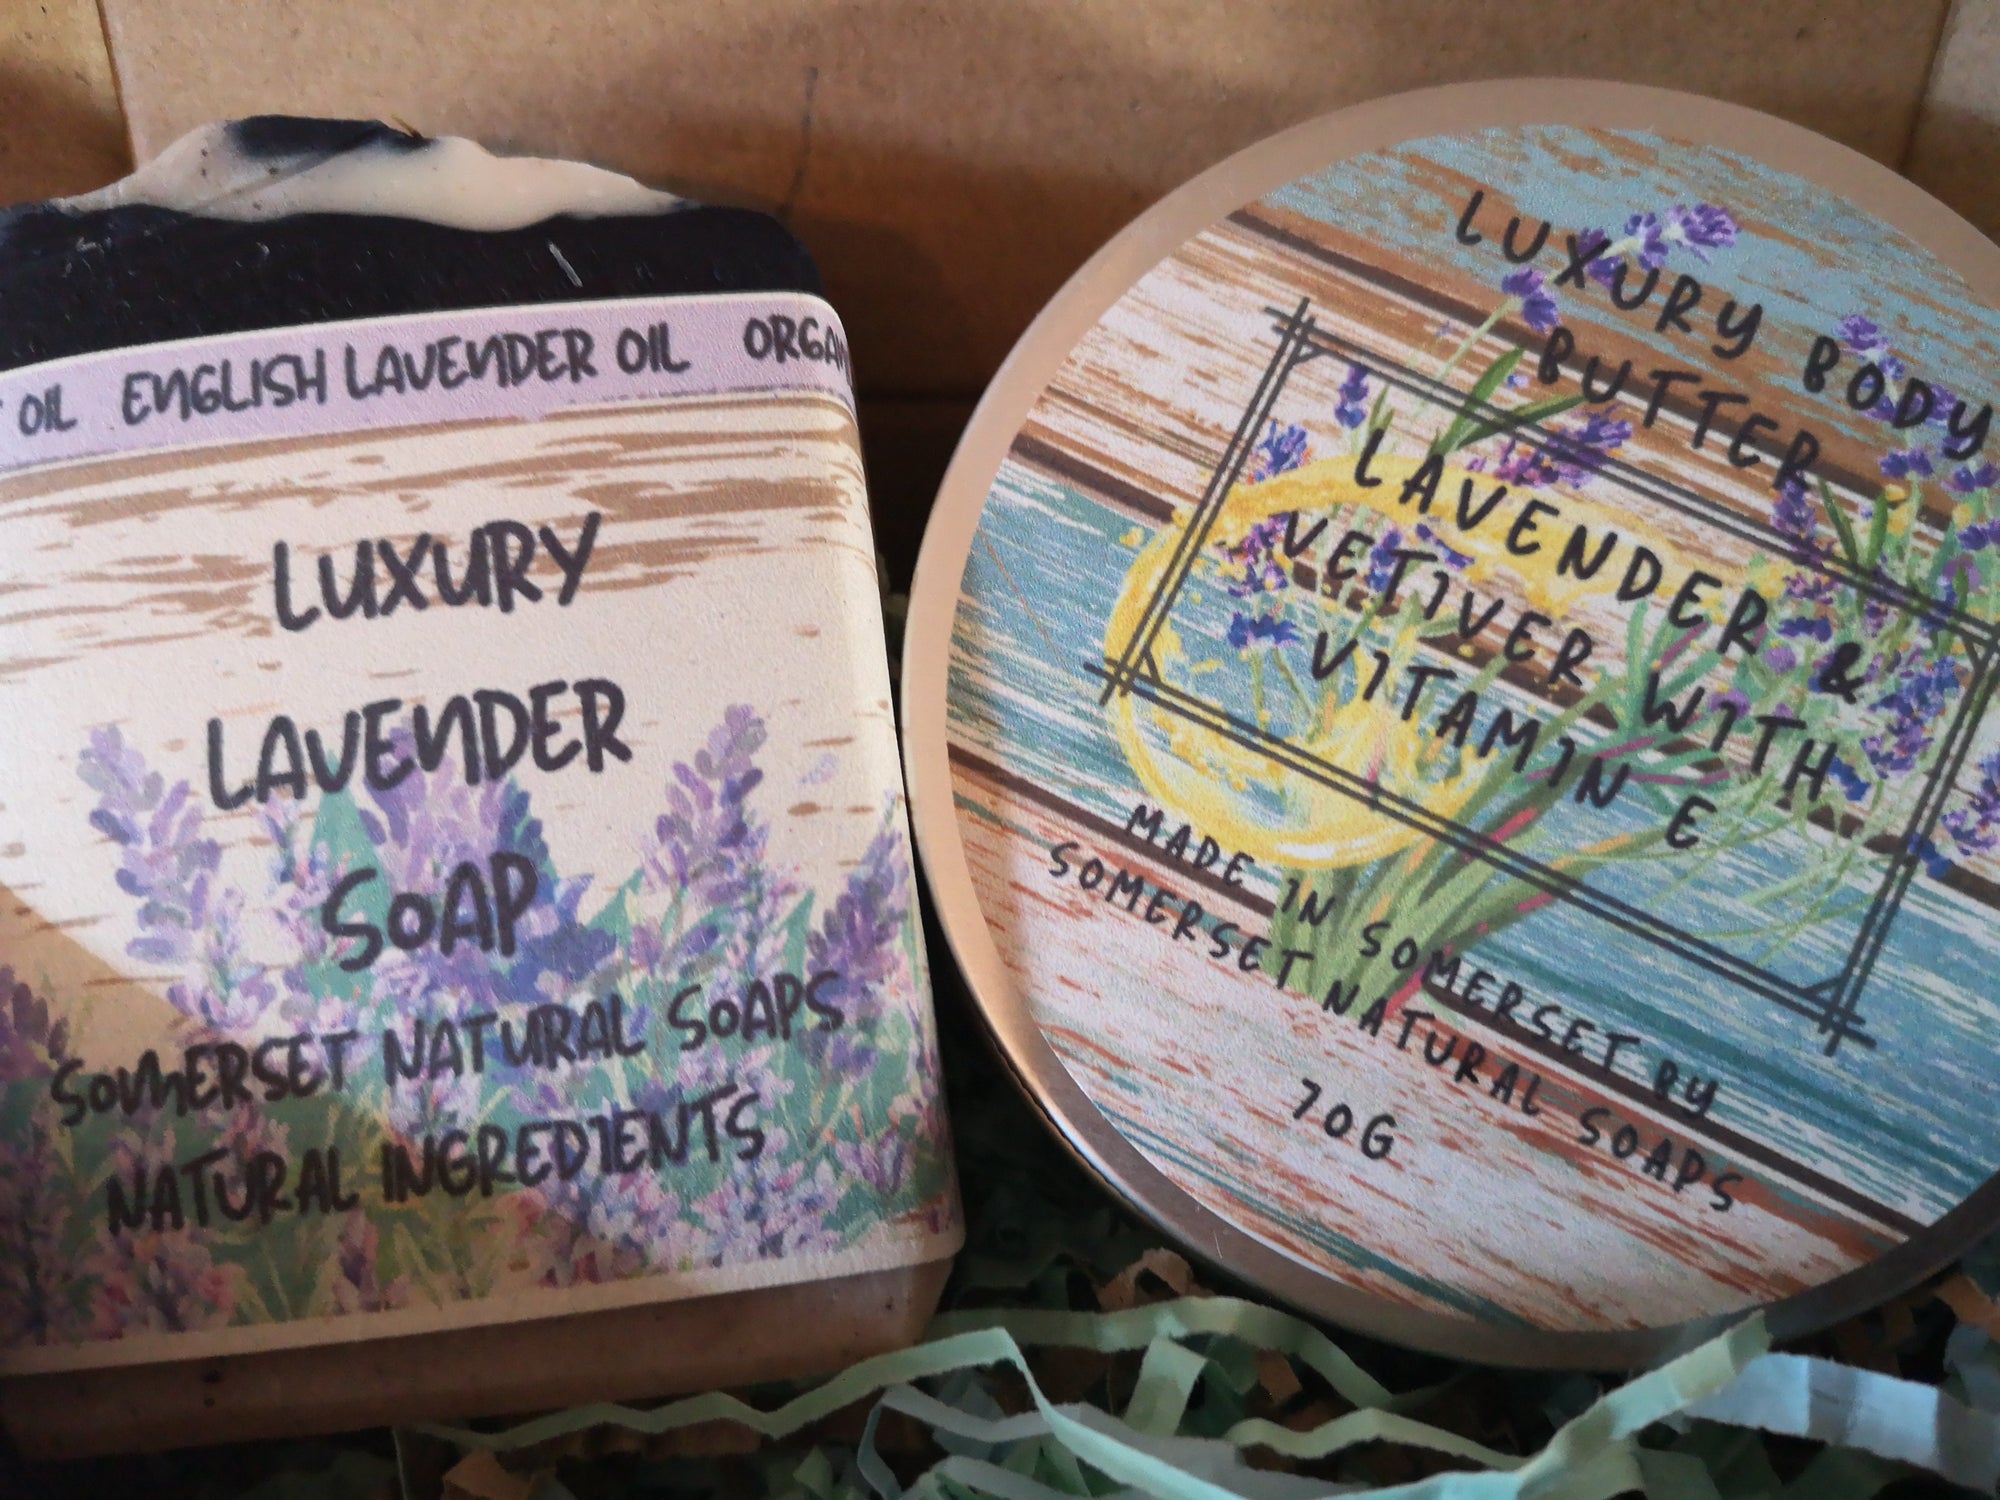 OIL ENGLISH LAVENDER OIL
LUXURY
LAVENDER
SOAP
SOMERSET NATURAL SOAPS
NATURAL INGREDIENTS
LUXURY BODY
BUTTER
LAVENDER &
VETIVER WITH
VITAMIN E
MADE IN SOMERSET BY
SOMERSET NATURAL SOAPS
70G